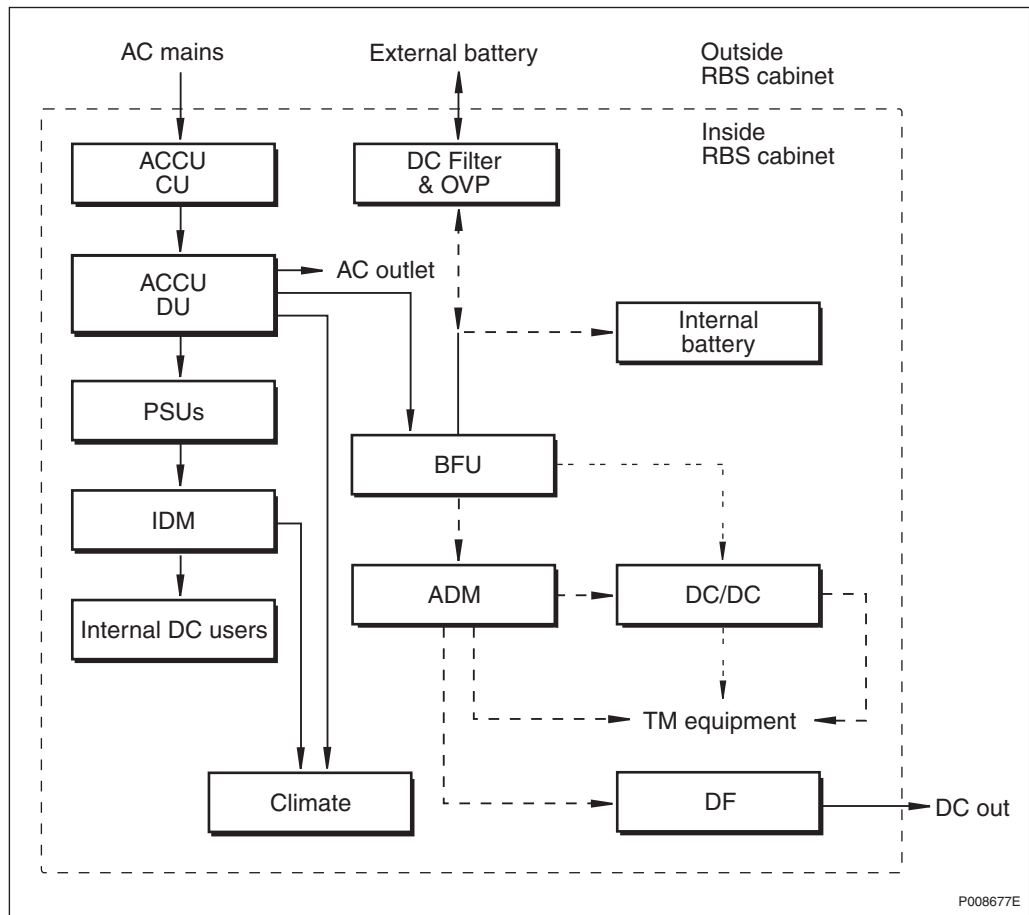 AC mains
External battery
Outside
RBS cabinet
Inside
RBS cabinet
ACCU
CU
DC Filter
& OVP
ACCU
DU
AC outlet
Internal
battery
PSUs
BFU
IDM
ADM
DC/DC
Internal DC users
TM equipment
Climate
DF
DC out
P008677E